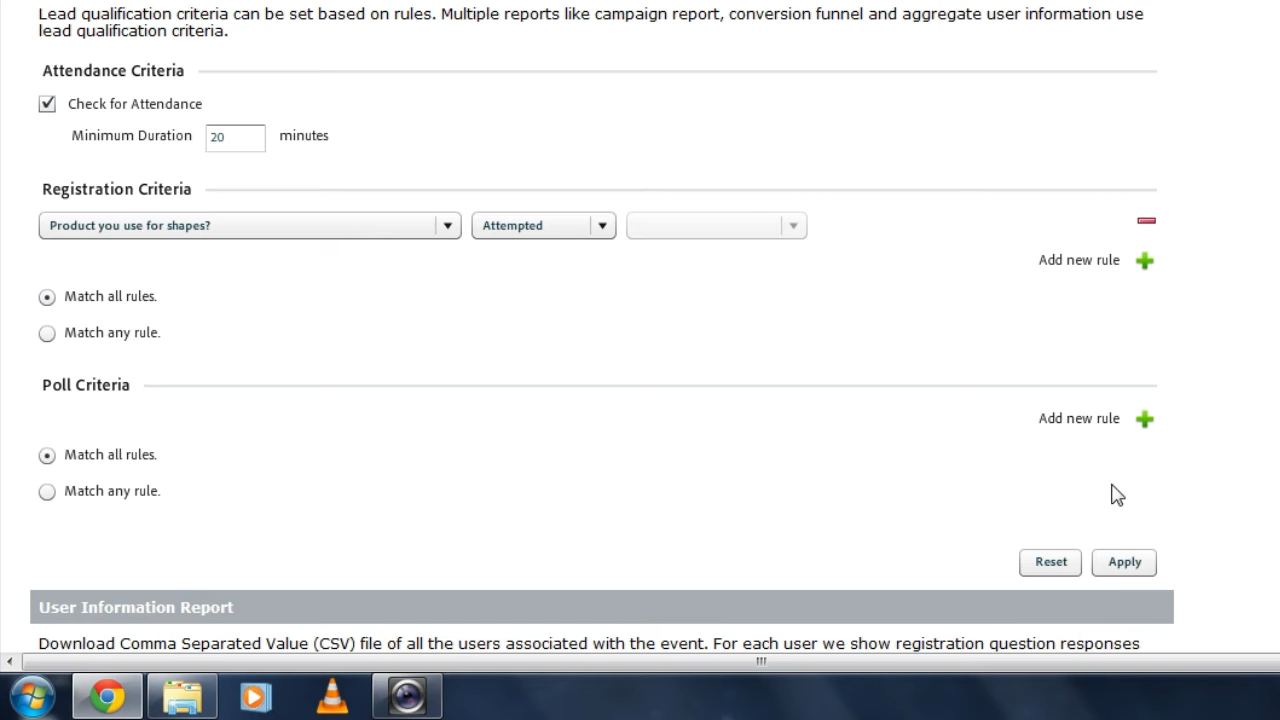 Lead qualification criteria can be set based on rules. Multiple reports like campaign report, conversion funnel and aggregate user information use
lead qualification criteria.
Attendance Criteria
Check for Attendance
Minimum Duration 20 minutes
Registration Criteria
Product you use for shapes? Attempted
Add new rule
Match all rules.
Match any rule.
Poll Criteria
Add new rule
Match all rules.
Match any rule.
Reset Apply
User Information Report
Download Comma Separated Value (CSV) file of all the users associated with the event. For each user we show registration question responses